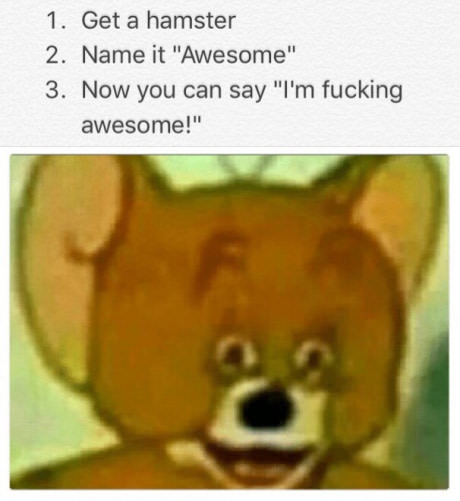 1. Get a hamster
2. Name it "Awesome"
3. Now you can say "I'm fucking
awesome!"